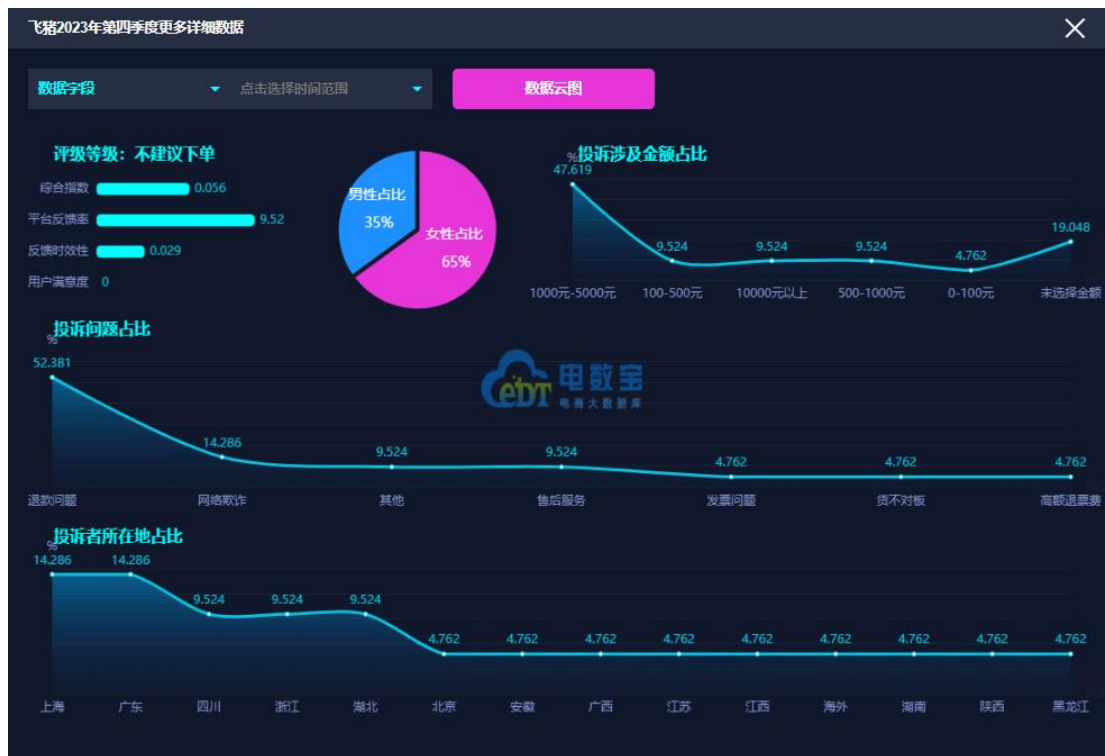 飞猪2023年第四季度更多详细数据
数据字段
点击选择时间范围
数据云图
评级等级：不建议下单
综合指数 0.056
平台反馈率 9.52
反馈时效性 0.029
用户满意度 0
男性占比
35%
女性占比
65%
%
投诉涉及金额占比
47.619 9.524 9.524 9.524 4.762 19.048
1000元-5000元 100-500元 10000元以上 500-1000元 0-100元 未选择金额
投诉问题占比
%
52.381 14.286 9.524 9.524 4.762 4.762 4.762
退款问题 网络欺诈 其他 售后服务 发票问题 货不对板 高额退票费
eDT 电数宝
电商大数据库
投诉者所在地占比
%
14.286 14.286 9.524 9.524 9.524 4.762 4.762 4.762 4.762 4.762 4.762 4.762 4.762 4.762
上海 广东 四川 浙江 湖北 北京 安徽 广西 江苏 江西 海外 湖南 陕西 黑龙江